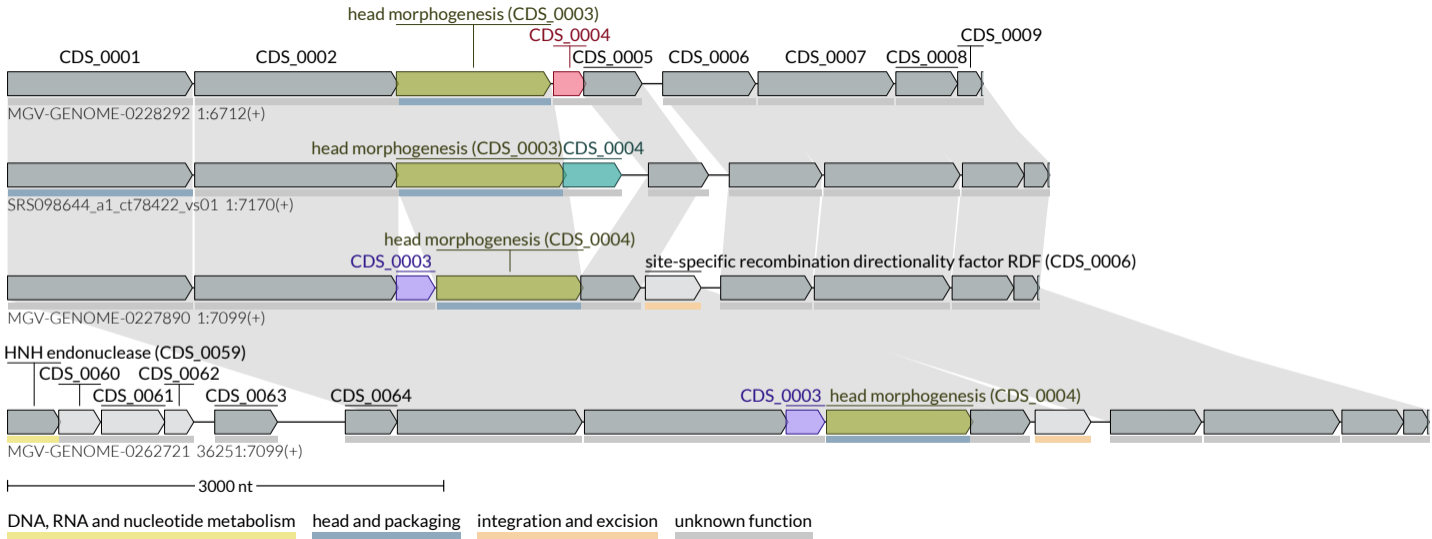 head morphogenesis (CDS_0003)
CDS_0004 CDS_0009
CDS_0001 CDS_0002 CDS_0005 CDS_0006 CDS_0007 CDS_0008
MGV-GENOME-0228292 1:6712(+)
head morphogenesis (CDS_0003) CDS_0004
SRS098644_a1_ct78422_vs01 1:7170(+)
head morphogenesis (CDS_0004)
CDS_0003 site-specific recombination directionality factor RDF (CDS_0006)
MGV-GENOME-0227890 1:7099(+)
HNH endonuclease (CDS_0059)
CDS_0060 CDS_0062
CDS_0061 CDS_0063 CDS_0064 CDS_0003 head morphogenesis (CDS_0004)
MGV-GENOME-0262721 36251:7099(+)
3000 nt
DNA, RNA and nucleotide metabolism head and packaging integration and excision unknown function